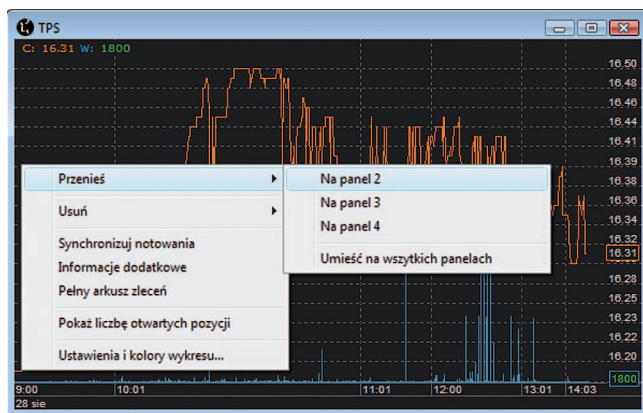 TPS
C: 16.31 W: 1800
16.50
16.48
16.46
16.44
16.41
16.39
16.38
16.36
16.34
16.32
16.31
16.28
16.25
16.23
16.22
16.20
1800
Przenieś
Usuń
Synchronizuj notowania
Informacje dodatkowe
Pełny arkusz zleceń
Pokaż liczbę otwartych pozycji
Ustawienia i kolory wykresu...
Na panel 2
Na panel 3
Na panel 4
Umieść na wszytkich panelach
9:00 10:01 11:01 12:00 13:01 14:03
28 sie